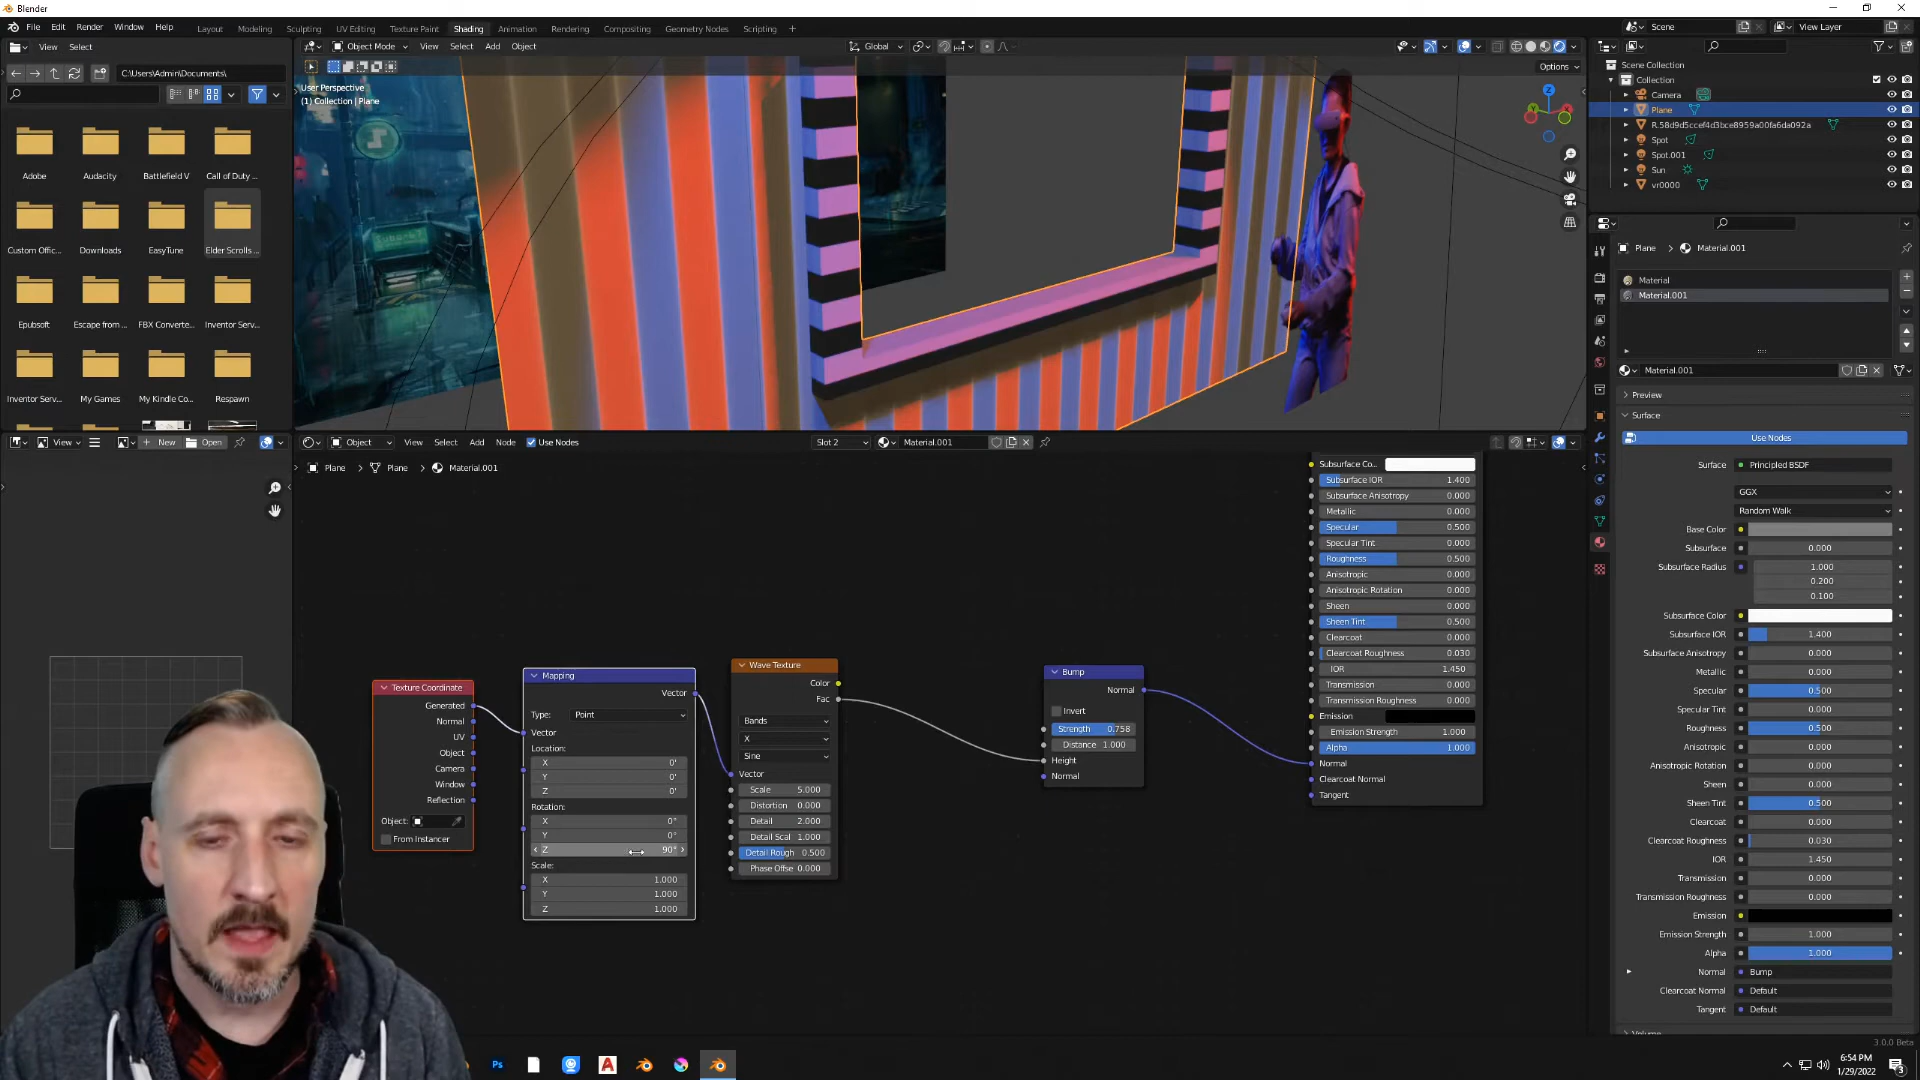 Blender
File Edit Render Window Help
Layout Modeling Sculpting UV Editing Texture Paint Shading Animation Rendering Compositing Geometry Nodes Scripting +
Scene
View Layer
View Select
Object Mode View Select Add Object
Global
C:\Users\Admin\Documents\
Options
User Perspective
(1) Collection | Plane
Adobe
Audacity
Battlefield V
Call of Duty ...
Custom Offic...
Downloads
EasyTune
Elder Scrolls ...
Epubsoft
Escape from ...
FBX Converte...
Inventor Serv...
Inventor Serv...
My Games
My Kindle Co...
Respawn
Scene Collection
Collection
Camera
Plane
R.58d9d5ccef4d3bce8959a00fa6da092a
Spot
Spot.001
Sun
vr0000
Plane > Material.001
Material
Material.001
Material.001
Preview
Surface
Use Nodes
Surface Principled BSDF
GGX
Random Walk
Base Color
Subsurface 0.000
Subsurface Radius 1.000
0.200
0.100
Subsurface Color
Subsurface IOR 1.400
Subsurface Anisotropy 0.000
Metallic 0.000
Specular 0.500
Specular Tint 0.000
Roughness 0.500
Anisotropic 0.000
Anisotropic Rotation 0.000
Sheen 0.000
Sheen Tint 0.500
Clearcoat 0.000
Clearcoat Roughness 0.030
IOR 1.450
Transmission 0.000
Transmission Roughness 0.000
Emission
Emission Strength 1.000
Alpha 1.000
Normal Bump
Clearcoat Normal Default
Tangent Default
View
New
Open
Object View Select Add Node Use Nodes
Slot 2
Material.001
Plane > Plane > Material.001
Texture Coordinate
Generated
Normal
UV
Object
Camera
Window
Reflection
Object:
From Instancer
Mapping
Vector
Type: Point
Vector
Location:
X 0'
Y 0'
Z 0'
Rotation:
X 0°
Y 0°
Z 90°
Scale:
X 1.000
Y 1.000
Z 1.000
Wave Texture
Color
Fac
Bands
X
Sine
Vector
Scale 5.000
Distortion 0.000
Detail 2.000
Detail Scal 1.000
Detail Rough 0.500
Phase Offse 0.000
Bump
Normal
Invert
Strength 0.758
Distance 1.000
Height
Normal
Subsurface Co...
Subsurface IOR 1.400
Subsurface Anisotropy 0.000
Metallic 0.000
Specular 0.500
Specular Tint 0.000
Roughness 0.500
Anisotropic 0.000
Anisotropic Rotation 0.000
Sheen 0.000
Sheen Tint 0.500
Clearcoat 0.000
Clearcoat Roughness 0.030
IOR 1.450
Transmission 0.000
Transmission Roughness 0.000
Emission
Emission Strength 1.000
Alpha 1.000
Normal
Clearcoat Normal
Tangent
3.0.0 Beta
Ps
A
6:54 PM
1/29/2022
3